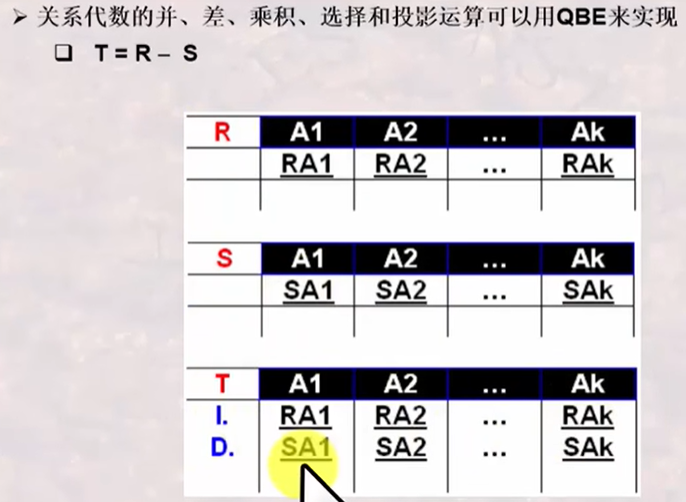 ➤ 关系代数的并、差、乘积、选择和投影运算可以用QBE来实现
❑ T = R – S
R A1 A2 ... Ak
RA1 RA2 ... RAk
S A1 A2 ... Ak
SA1 SA2 ... SAk
T A1 A2 ... Ak
I. RA1 RA2 ... RAk
D. SA1 SA2 ... SAk